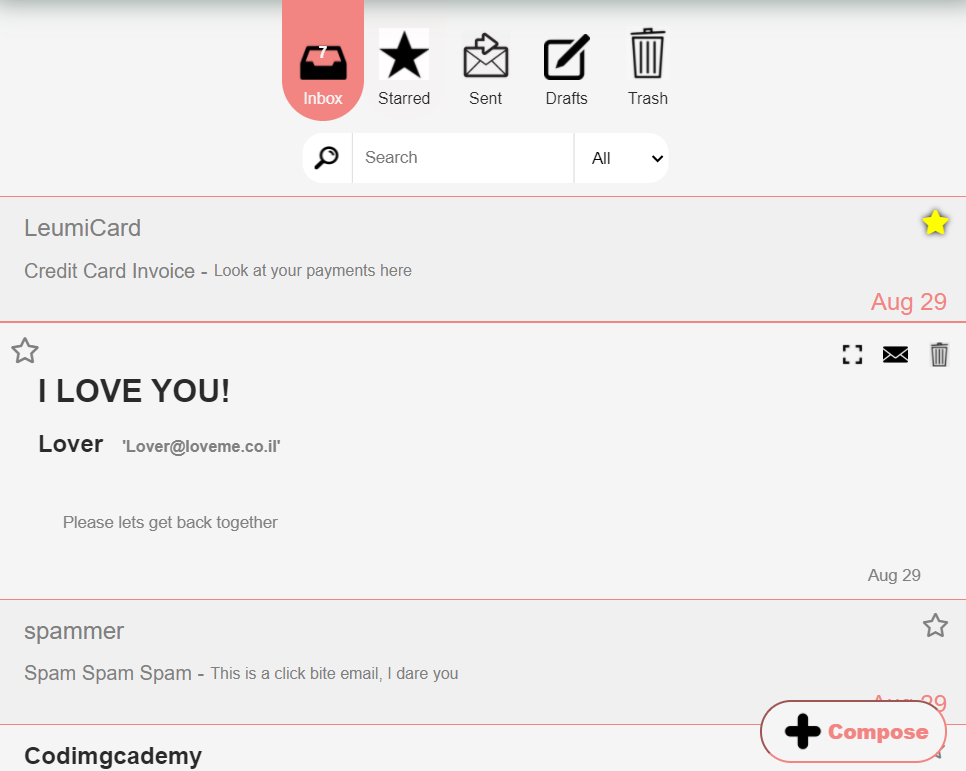 7
Inbox Starred Sent Drafts Trash
Search All
LeumiCard
Credit Card Invoice - Look at your payments here
Aug 29
I LOVE YOU!
Lover 'Lover@loveme.co.il'
Please lets get back together
Aug 29
spammer
Spam Spam Spam - This is a click bite email, I dare you
Aug 29
Compose
Codimgcademy